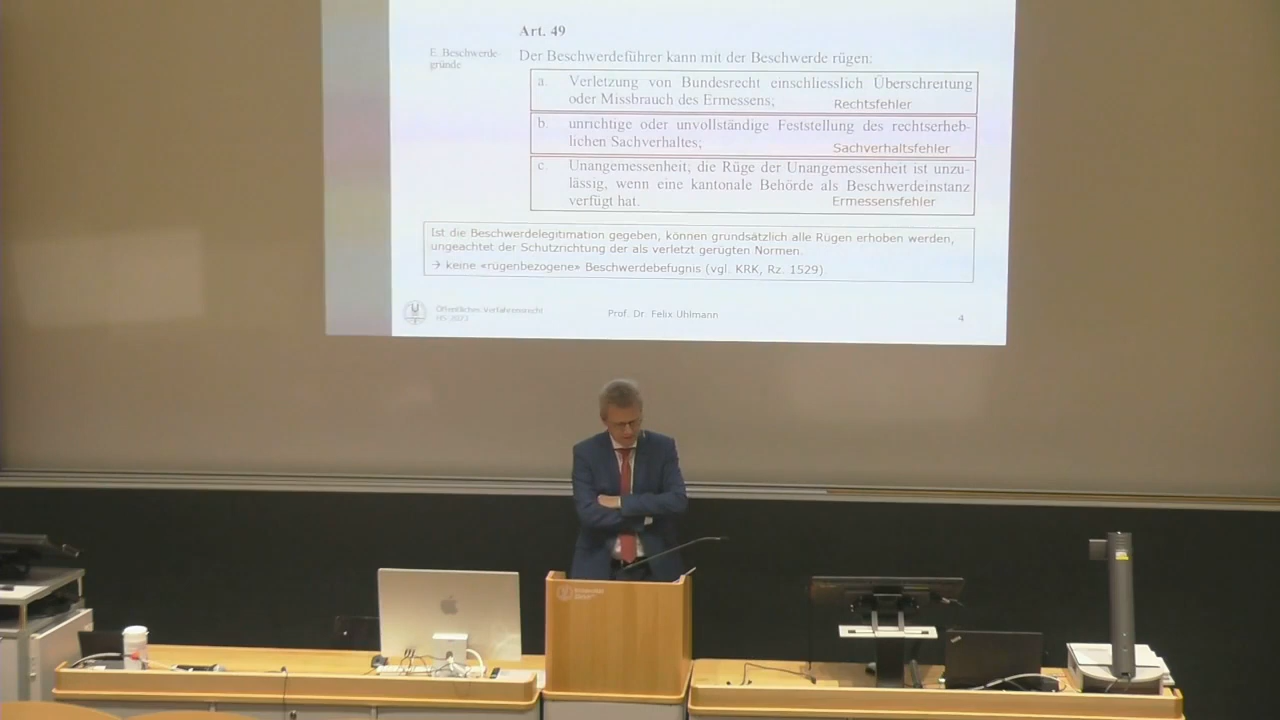 Art. 49
E. Beschwerde-
gründe
Der Beschwerdeführer kann mit der Beschwerde rügen:
a. Verletzung von Bundesrecht einschliesslich Überschreitung
oder Missbrauch des Ermessens;
Rechtsfehler
b. unrichtige oder unvollständige Feststellung des rechtserheb-
lichen Sachverhaltes;
Sachverhaltsfehler
c. Unangemessenheit; die Rüge der Unangemessenheit ist unzu-
lässig, wenn eine kantonale Behörde als Beschwerdeinstanz
verfügt hat.
Ermessensfehler
Ist die Beschwerdelegitimation gegeben, können grundsätzlich alle Rügen erhoben werden,
ungeachtet der Schutzrichtung der als verletzt gerügten Normen.
→ keine «rügenbezogene» Beschwerdebefugnis (vgl. KRK, Rz. 1529)
Öffentliches Verfahrensrecht
Prof. Dr. Felix Uhlmann
4